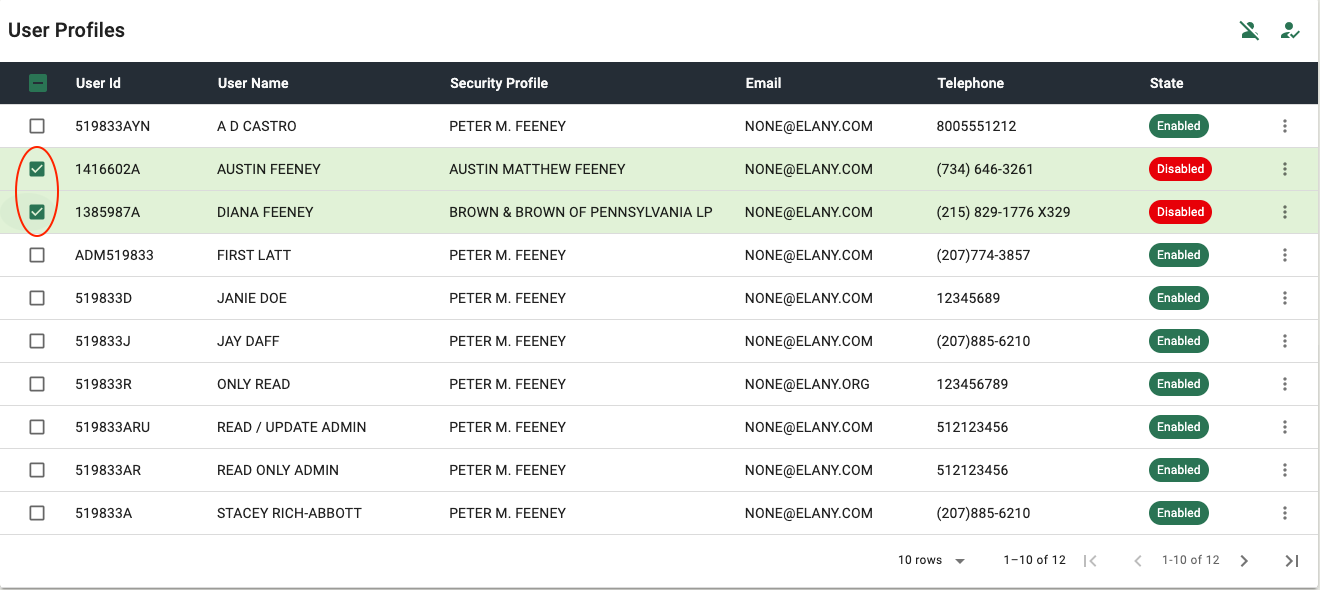 User Profiles
User Id User Name Security Profile Email Telephone State
519833AYN A D CASTRO PETER M. FEENEY NONE@ELANY.COM 8005551212 Enabled
1416602A AUSTIN FEENEY AUSTIN MATTHEW FEENEY NONE@ELANY.COM (734) 646-3261 Disabled
1385987A DIANA FEENEY BROWN & BROWN OF PENNSYLVANIA LP NONE@ELANY.COM (215) 829-1776 X329 Disabled
ADM519833 FIRST LATT PETER M. FEENEY NONE@ELANY.COM (207)774-3857 Enabled
519833D JANIE DOE PETER M. FEENEY NONE@ELANY.COM 12345689 Enabled
519833J JAY DAFF PETER M. FEENEY NONE@ELANY.COM (207)885-6210 Enabled
519833R ONLY READ PETER M. FEENEY NONE@ELANY.ORG 123456789 Enabled
519833ARU READ / UPDATE ADMIN PETER M. FEENEY NONE@ELANY.COM 512123456 Enabled
519833AR READ ONLY ADMIN PETER M. FEENEY NONE@ELANY.COM 512123456 Enabled
519833A STACEY RICH-ABBOTT PETER M. FEENEY NONE@ELANY.COM (207)885-6210 Enabled
10 rows 1–10 of 12 1-10 of 12